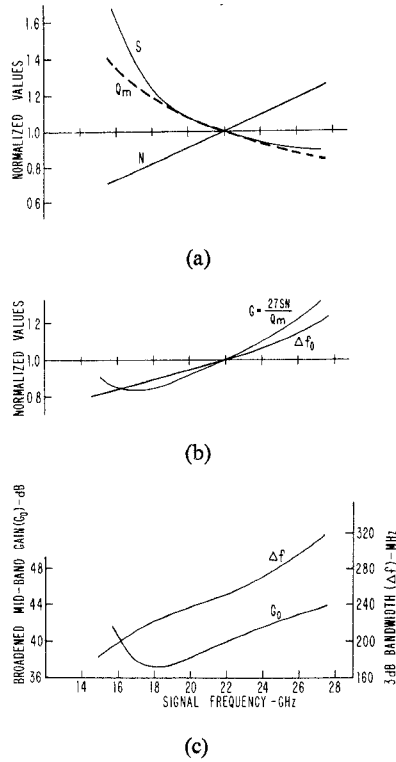 1.6
1.4
1.2
1.0
0.8
0.6
NORMALIZED VALUES
S
Qm
N
(a)
1.2
1.0
0.8
NORMALIZED VALUES
G = 27SN / Qm
Δf0
(b)
BROADENED MID-BAND GAIN(G0)-dB
48
44
40
36
Δf
G0
320
280
240
200
160
3dB BANDWIDTH (Δf)-MHz
14 16 18 20 22 24 26 28
SIGNAL FREQUENCY-GHz
(c)